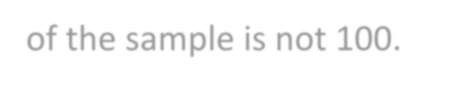 of the sample is not 100.